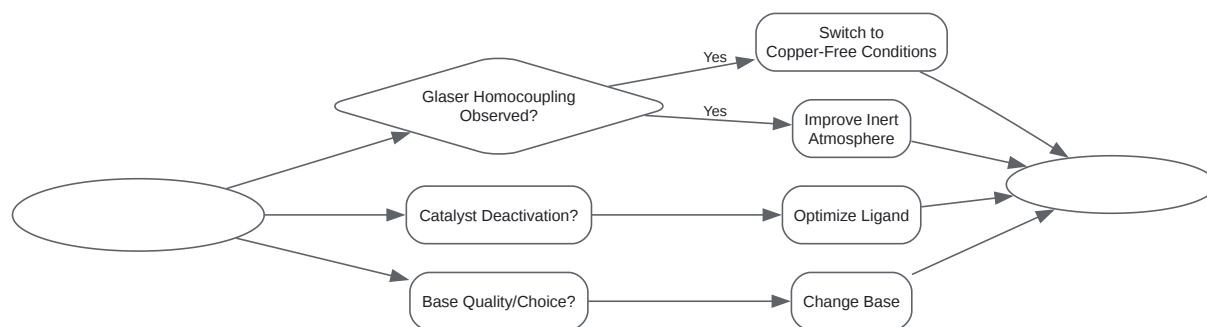 Switch to
Copper-Free Conditions
Yes
Glaser Homocoupling
Observed?
Yes
Improve Inert
Atmosphere
Catalyst Deactivation?
Optimize Ligand
Base Quality/Choice?
Change Base